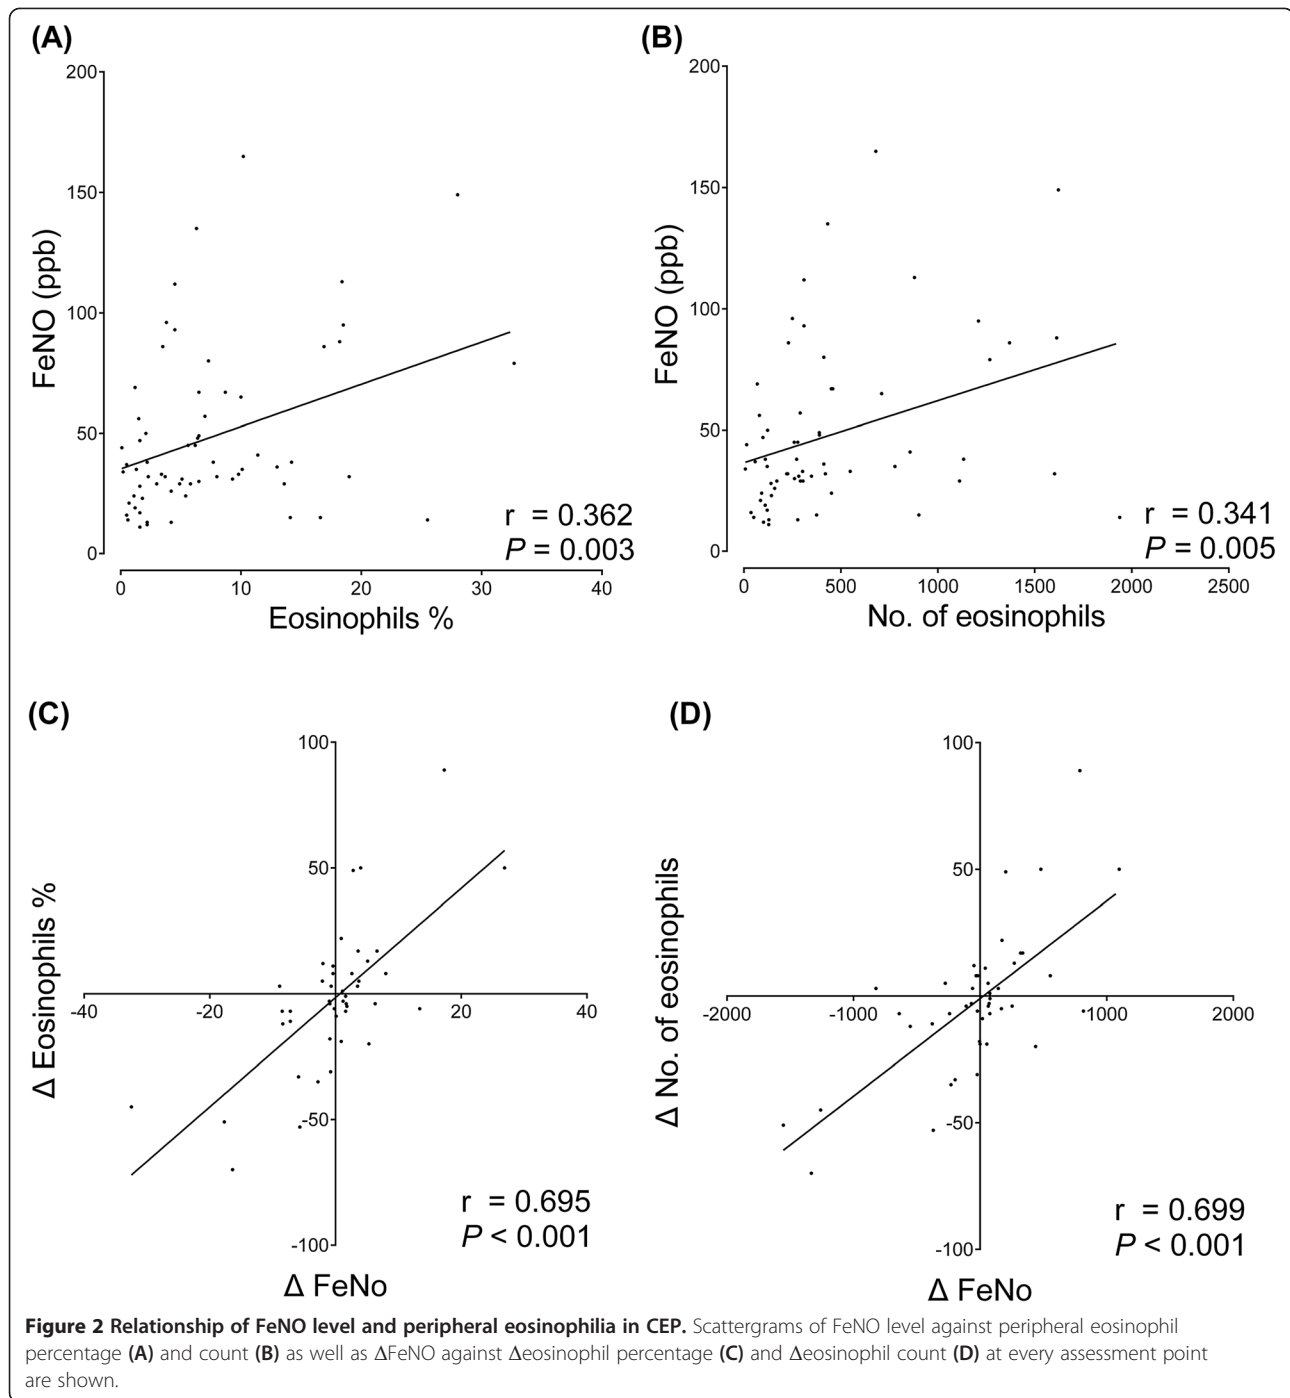 (A)
200
150
100
50
0
FeNO (ppb)
0 10 20 30 40
Eosinophils %
r = 0.362
P = 0.003
(B)
200
150
100
50
0
FeNO (ppb)
0 500 1000 1500 2000 2500
No. of eosinophils
r = 0.341
P = 0.005
(C)
100
50
-50
-100
-40 -20 20 40
Δ Eosinophils %
Δ FeNo
r = 0.695
P < 0.001
(D)
100
50
-50
-100
-2000 -1000 1000 2000
Δ No. of eosinophils
Δ FeNo
r = 0.699
P < 0.001
Figure 2 Relationship of FeNO level and peripheral eosinophilia in CEP. Scattergrams of FeNO level against peripheral eosinophil
percentage (A) and count (B) as well as ΔFeNO against Δeosinophil percentage (C) and Δeosinophil count (D) at every assessment point
are shown.